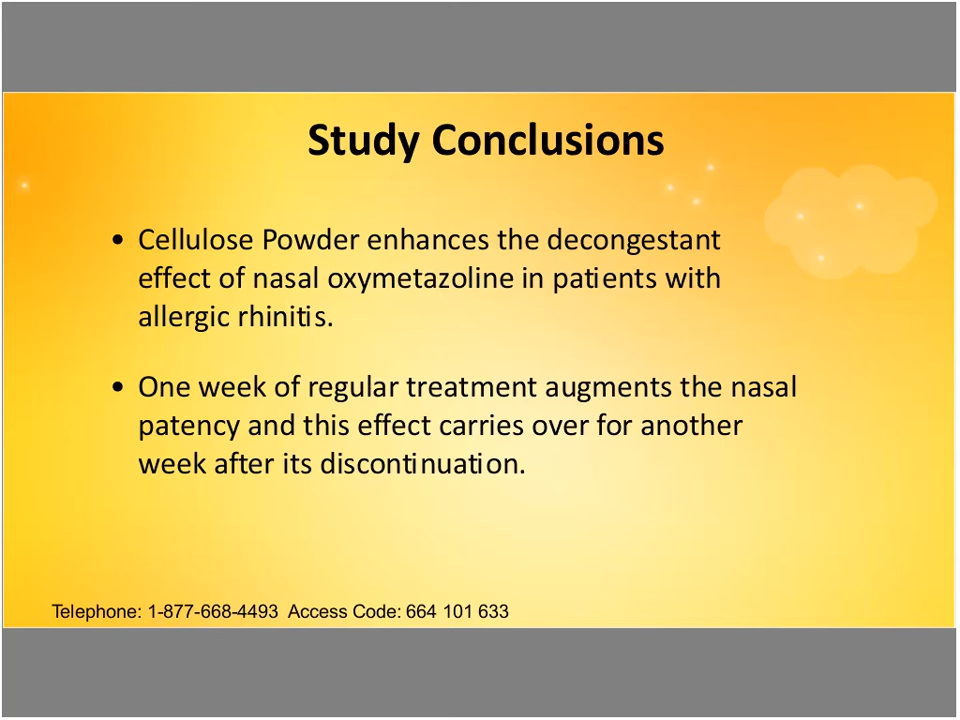 Study Conclusions
• Cellulose Powder enhances the decongestant
effect of nasal oxymetazoline in patients with
allergic rhinitis.
• One week of regular treatment augments the nasal
patency and this effect carries over for another
week after its discontinuation.
Telephone: 1-877-668-4493 Access Code: 664 101 633